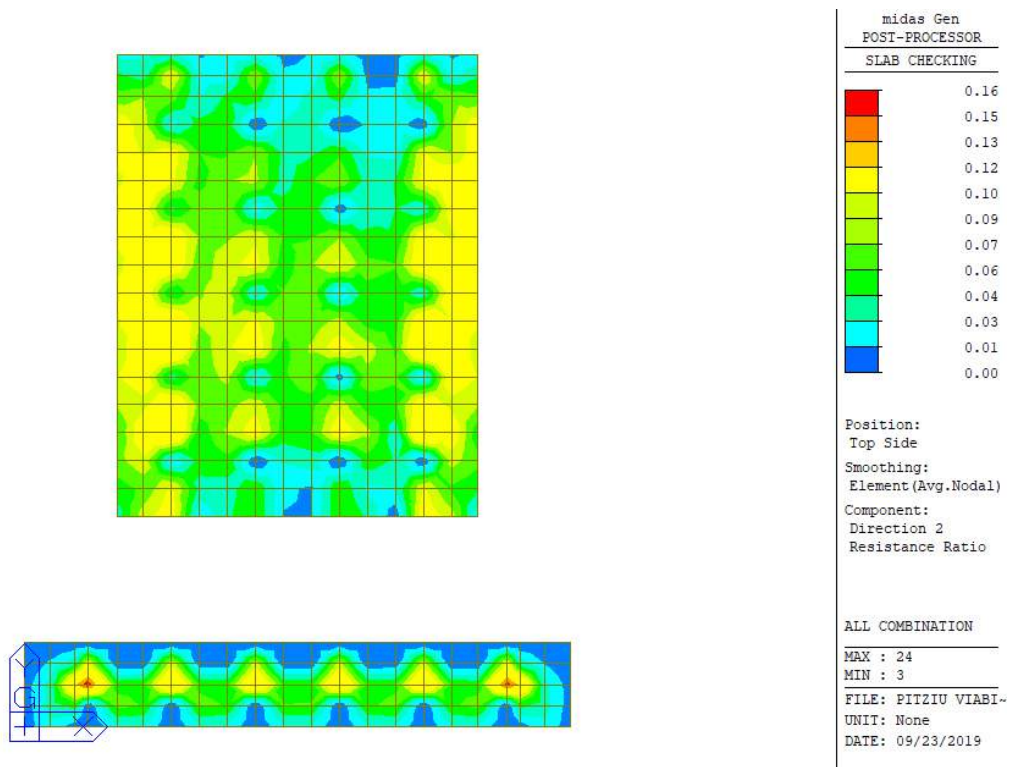 midas Gen
POST-PROCESSOR
SLAB CHECKING
0.16
0.15
0.13
0.12
0.10
0.09
0.07
0.06
0.04
0.03
0.01
0.00
Position:
Top Side
Smoothing:
Element(Avg.Nodal)
Component:
Direction 2
Resistance Ratio
ALL COMBINATION
MAX : 24
MIN : 3
FILE: PITZIU VIABI~
UNIT: None
DATE: 09/23/2019
Y
G
X